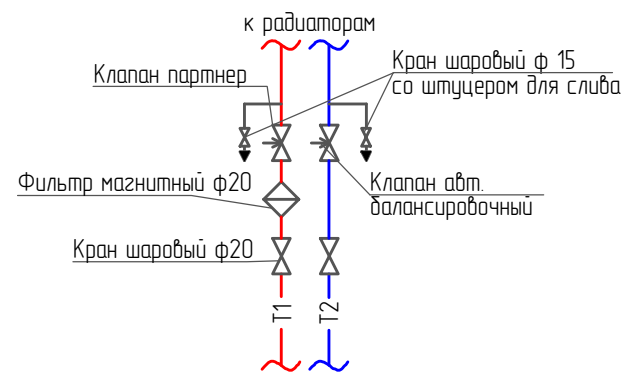 к радиаторам
Клапан партнер
Кран шаровый ф 15
со штуцером для слива
Фильтр магнитный ф20
Клапан авт.
балансировочный
Кран шаровый ф20
Т1
Т2